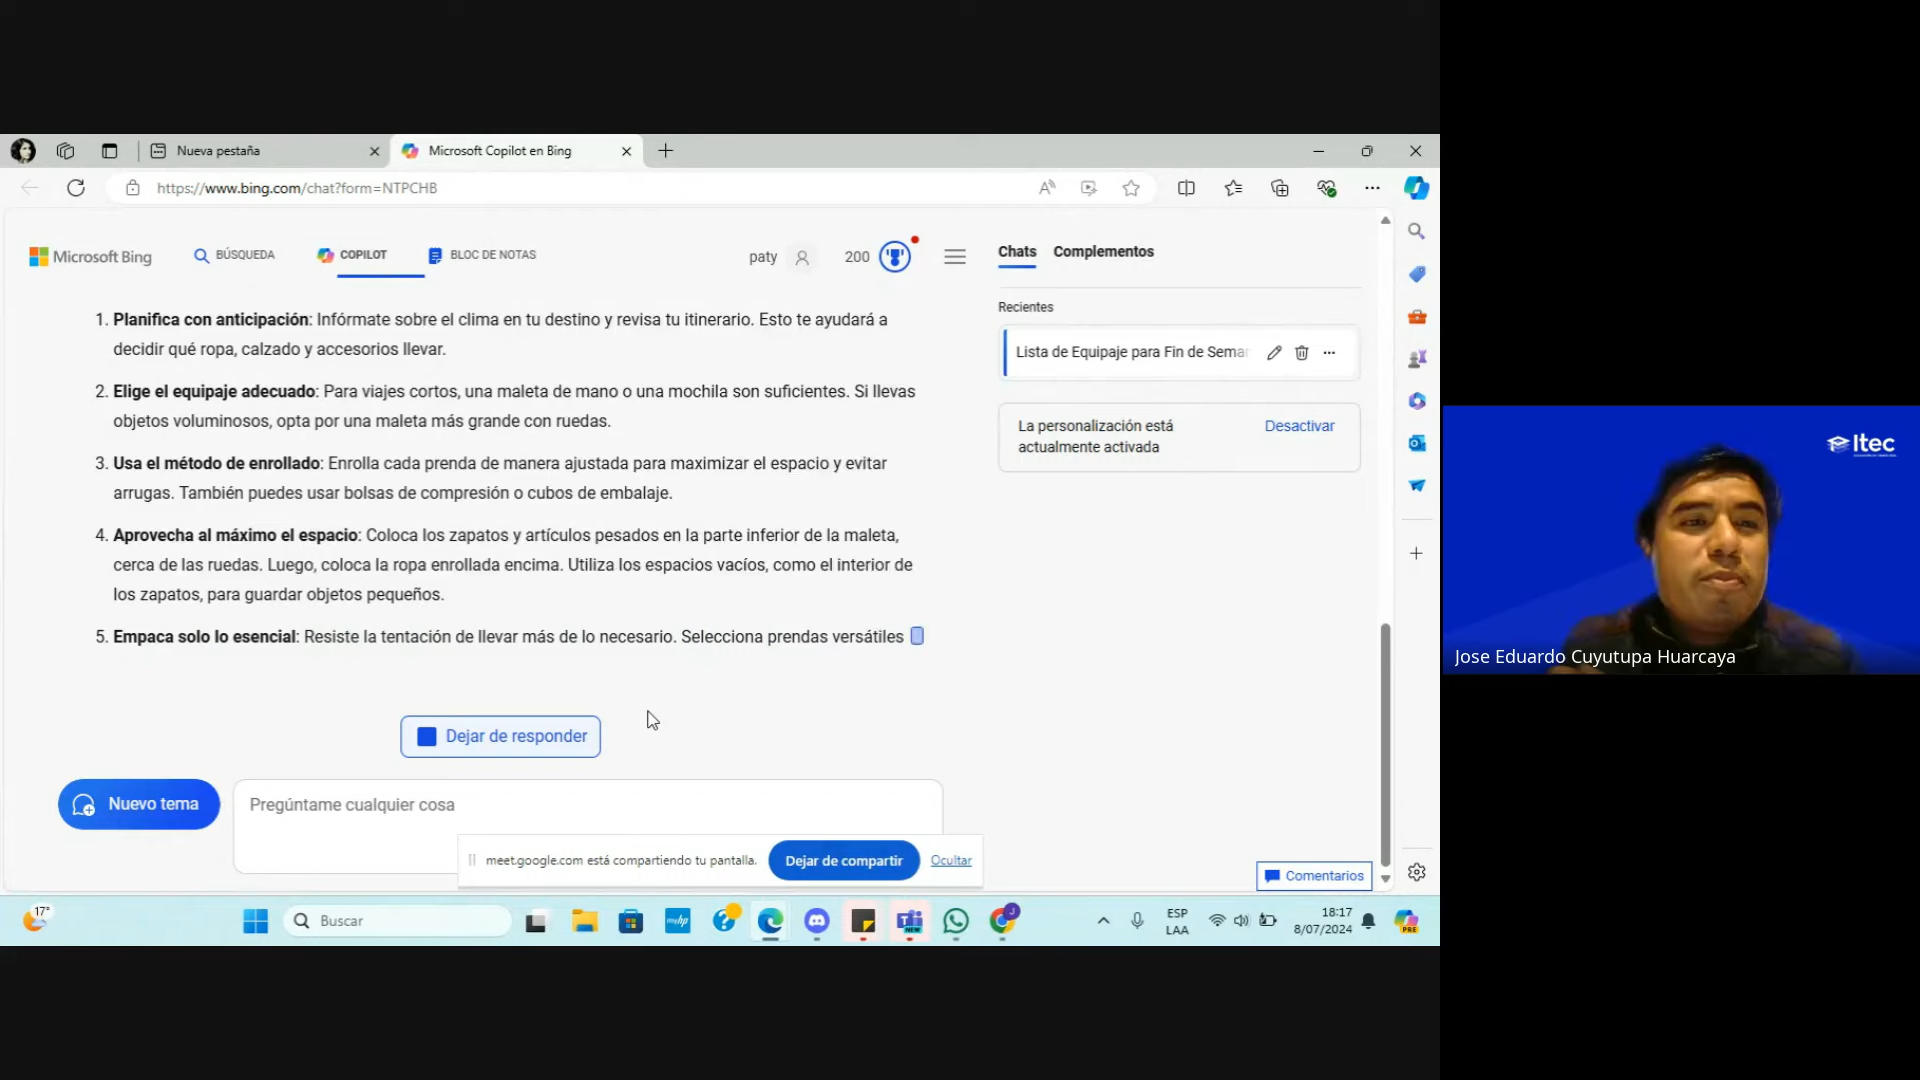 Nueva pestaña
Microsoft Copilot en Bing
https://www.bing.com/chat?form=NTPCHB
Microsoft Bing
BÚSQUEDA
COPILOT
BLOC DE NOTAS
paty
200
Chats
Complementos
1. Planifica con anticipación: Infórmate sobre el clima en tu destino y revisa tu itinerario. Esto te ayudará a
decidir qué ropa, calzado y accesorios llevar.
2. Elige el equipaje adecuado: Para viajes cortos, una maleta de mano o una mochila son suficientes. Si llevas
objetos voluminosos, opta por una maleta más grande con ruedas.
3. Usa el método de enrollado: Enrolla cada prenda de manera ajustada para maximizar el espacio y evitar
arrugas. También puedes usar bolsas de compresión o cubos de embalaje.
4. Aprovecha al máximo el espacio: Coloca los zapatos y artículos pesados en la parte inferior de la maleta,
cerca de las ruedas. Luego, coloca la ropa enrollada encima. Utiliza los espacios vacíos, como el interior de
los zapatos, para guardar objetos pequeños.
5. Empaca solo lo esencial: Resiste la tentación de llevar más de lo necesario. Selecciona prendas versátiles
Recientes
Lista de Equipaje para Fin de Semar
La personalización está
actualmente activada
Desactivar
Dejar de responder
Nuevo tema
Pregúntame cualquier cosa
meet.google.com está compartiendo tu pantalla.
Dejar de compartir
Ocultar
Comentarios
17°
Buscar
myhp
NEW
J
ESP
LAA
18:17
8/07/2024
PRE
Itec
Jose Eduardo Cuyutupa Huarcaya